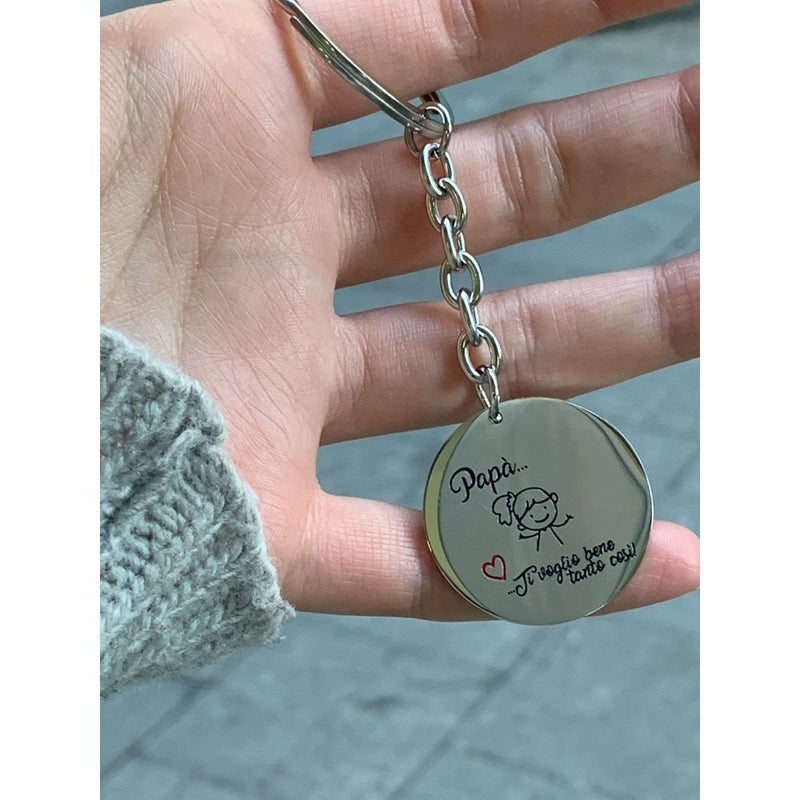 Papà...
...Ti voglio bene
tanto così!